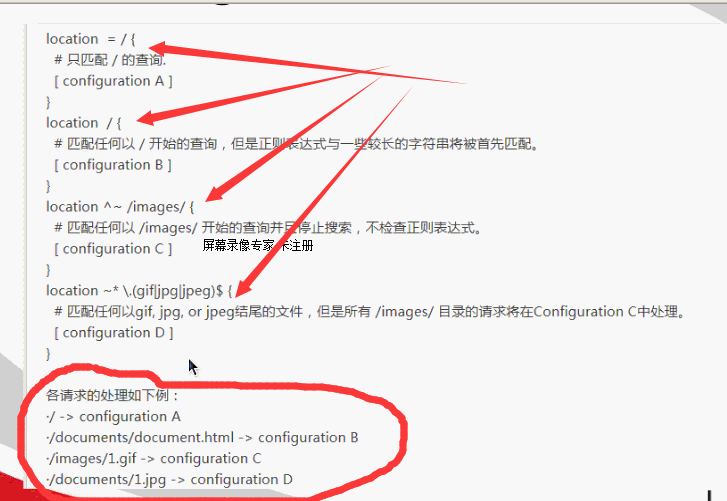 location  = / {
# 只匹配 / 的查询.
[ configuration A ]
}
location  / {
# 匹配任何以 / 开始的查询，但是正则表达式与一些较长的字符串将被首先匹配。
[ configuration B ]
}
location ^~ /images/ {
# 匹配任何以 /images/ 开始的查询并且停止搜索，不检查正则表达式。
[ configuration C ]
屏幕录像专家 未注册
}
location ~* \.(gif|jpg|jpeg)$ {
# 匹配任何以gif, jpg, or jpeg结尾的文件，但是所有 /images/ 目录的请求将在Configuration C中处理。
[ configuration D ]
}
各请求的处理如下例：
·/ -> configuration A
·/documents/document.html -> configuration B
·/images/1.gif -> configuration C
·/documents/1.jpg -> configuration D